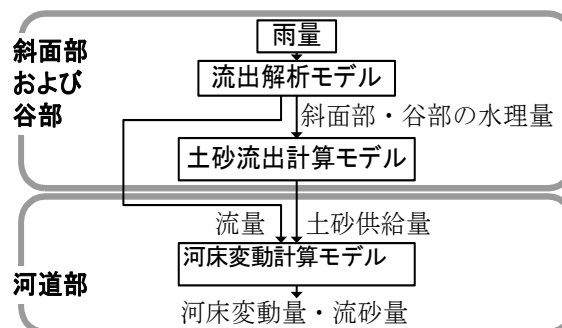 雨量
斜面部
および
谷部
流出解析モデル
斜面部・谷部の水理量
土砂流出計算モデル
流量
土砂供給量
河床変動計算モデル
河道部
河床変動量・流砂量